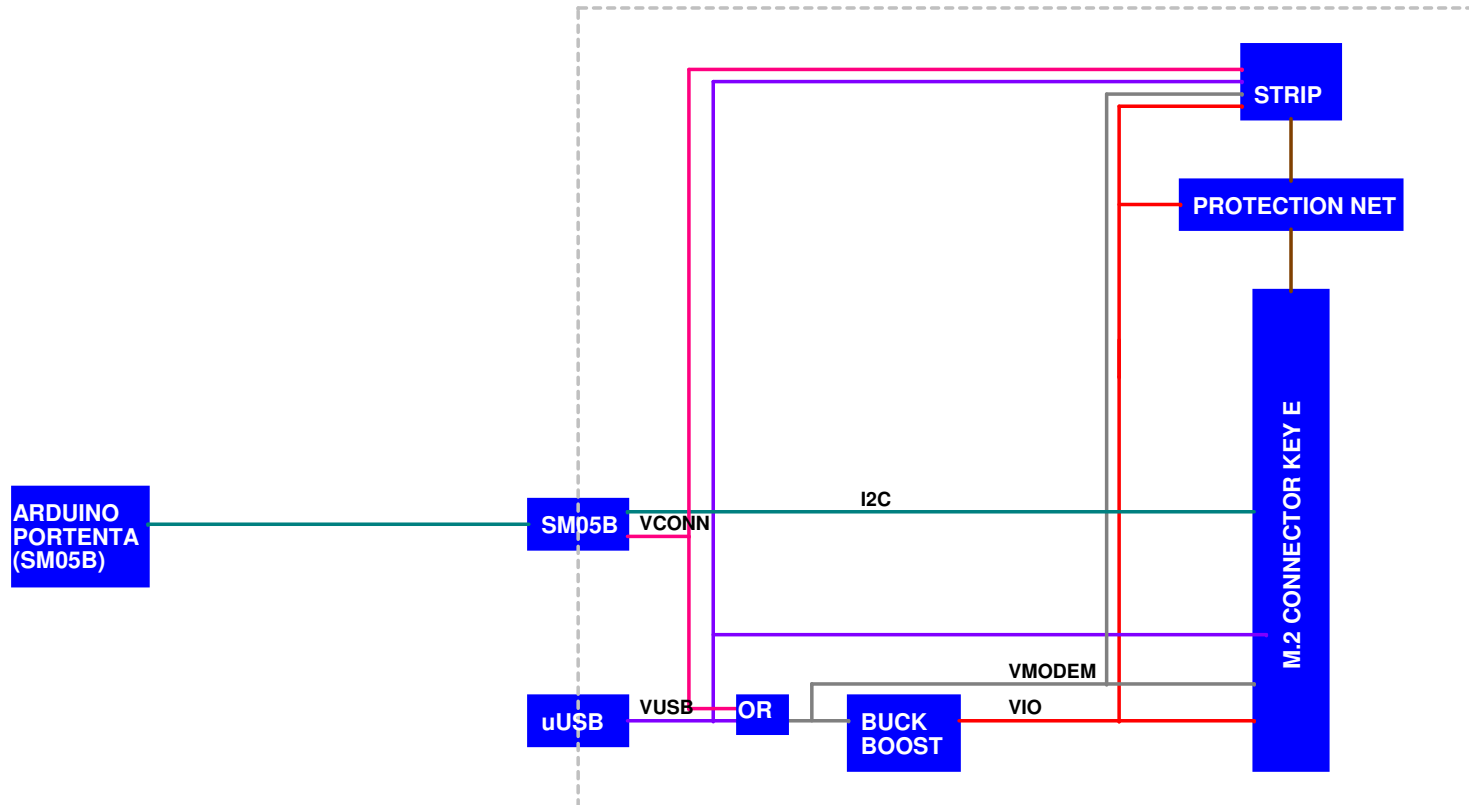 STRIP
PROTECTION NET
M.2 CONNECTOR KEY E
I2C
ARDUINO
PORTENTA
(SM05B)
SM05B
VCONN
VMODEM
uUSB
VUSB
OR
BUCK
BOOST
VIO